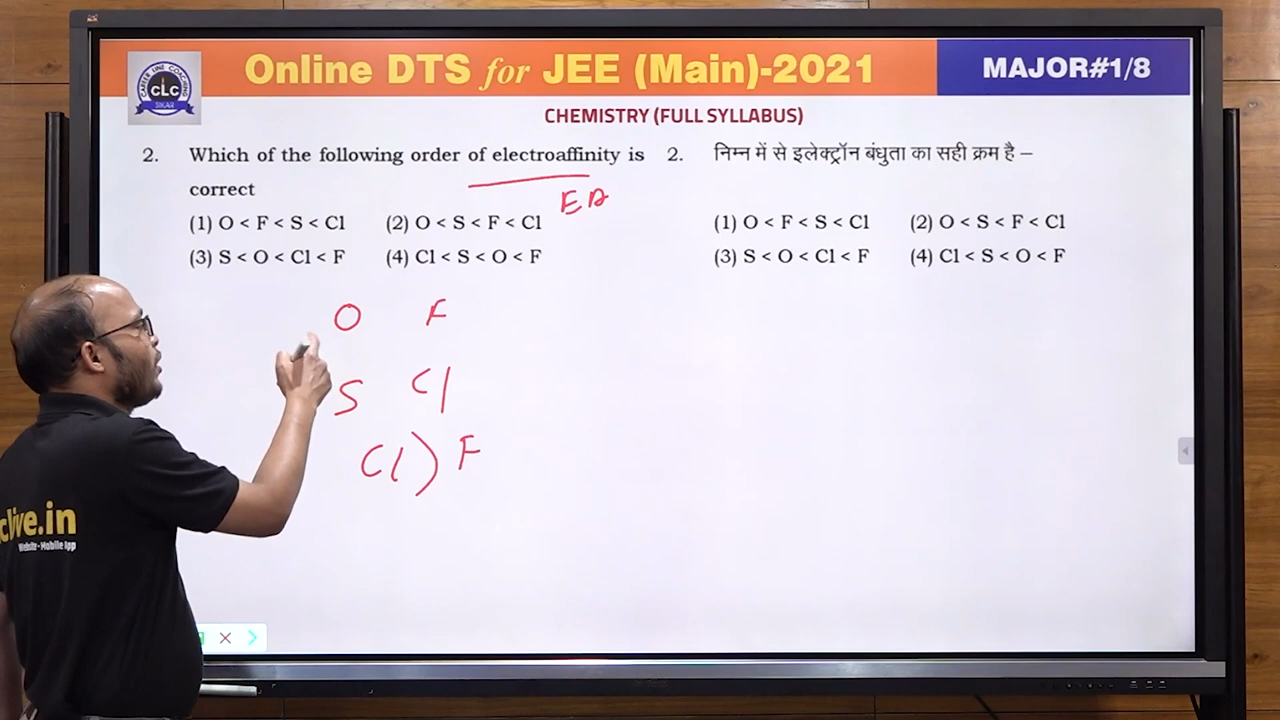 Online DTS for JEE (Main)-2021
MAJOR#1/8
CAREER LINE COACHING
CLC
SIKAR
CHEMISTRY (FULL SYLLABUS)
2. Which of the following order of electroaffinity is
correct
EA
(1) O < F < S < Cl (2) O < S < F < Cl
(3) S < O < Cl < F (4) Cl < S < O < F
2. निम्न में से इलेक्ट्रॉन बंधुता का सही क्रम है –
(1) O < F < S < Cl (2) O < S < F < Cl
(3) S < O < Cl < F (4) Cl < S < O < F
O F
S Cl
Cl ) F
live.in
Website - Mobile App